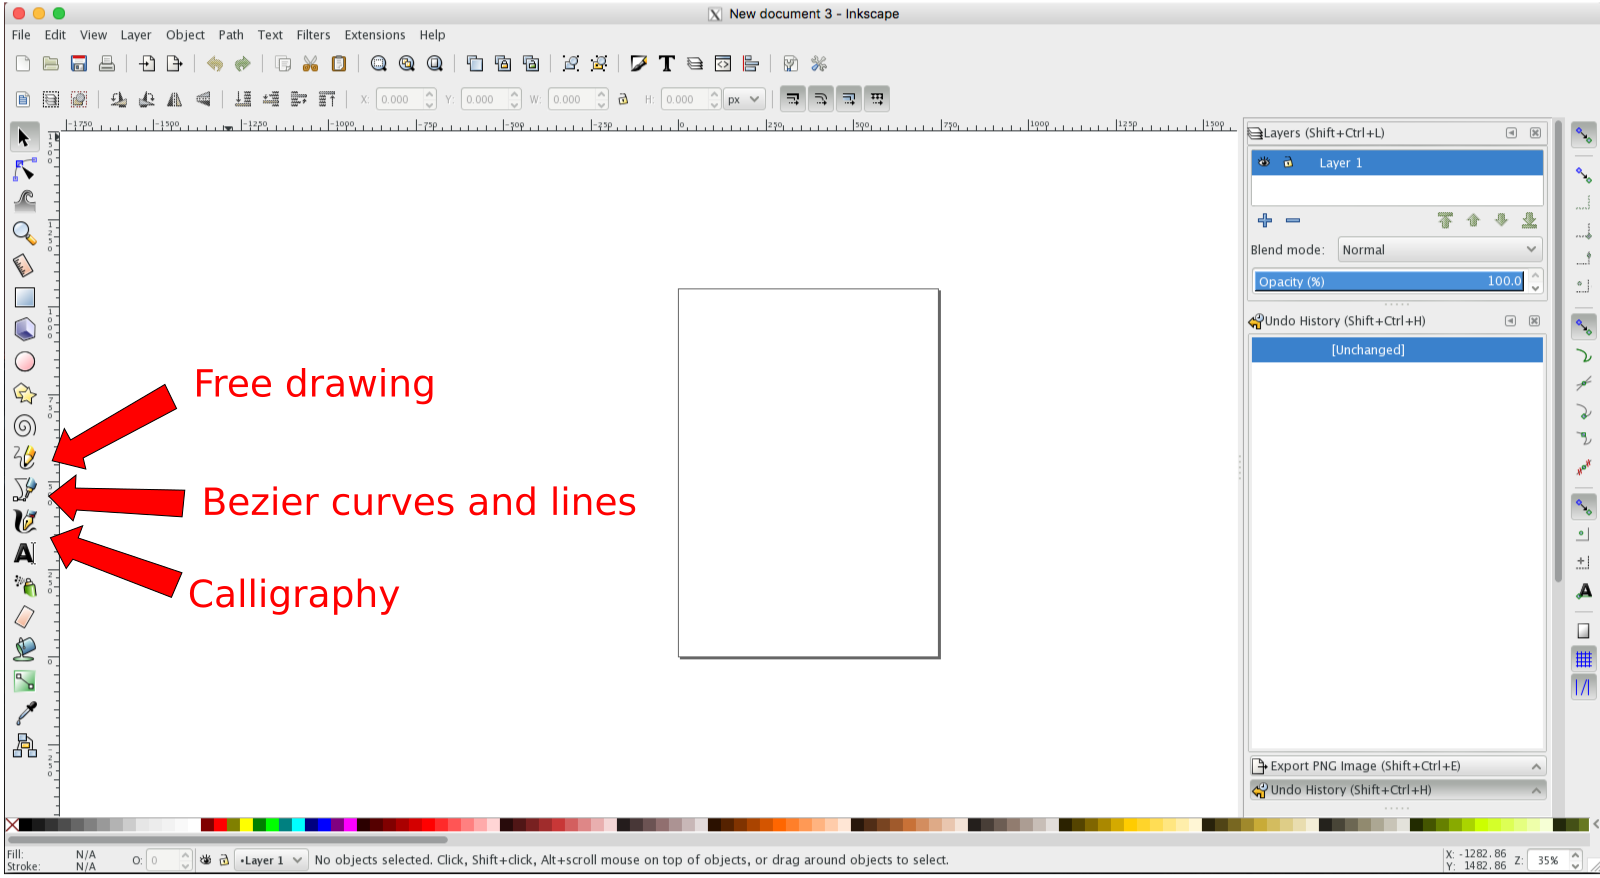 New document 3 - Inkscape
File Edit View Layer Object Path Text Filters Extensions Help
X: 0.000 Y: 0.000 W: 0.000 H: 0.000 px
-1750 -1500 -1250 -1000 -750 -500 -250 0 250 500 750 1000 1250 1500
Layers (Shift+Ctrl+L)
Layer 1
Blend mode: Normal
Opacity (%) 100.0
Undo History (Shift+Ctrl+H)
[Unchanged]
Free drawing
Bezier curves and lines
Calligraphy
Export PNG Image (Shift+Ctrl+E)
Undo History (Shift+Ctrl+H)
Fill: N/A
Stroke: N/A
O: 0
•Layer 1
No objects selected. Click, Shift+click, Alt+scroll mouse on top of objects, or drag around objects to select.
X: -1282.86
Y: 1482.86
Z: 35%